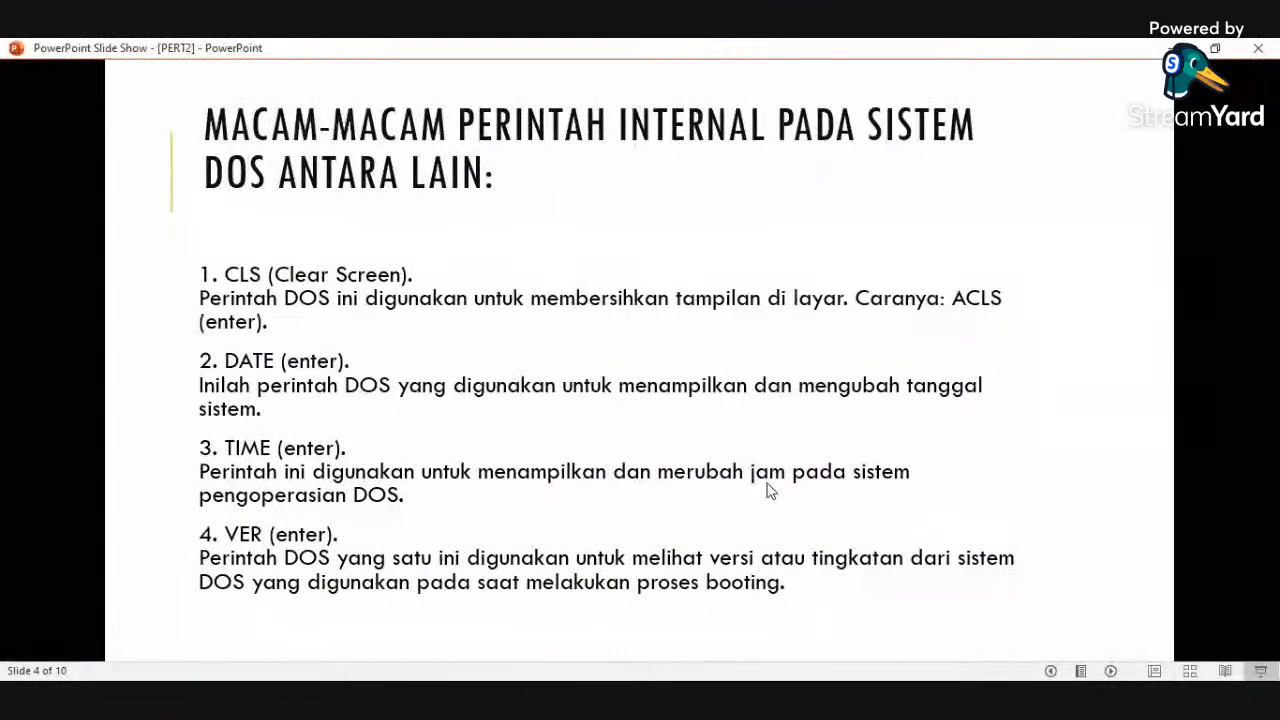 Powered by
PowerPoint Slide Show - [PERT2] - PowerPoint
StreamYard
MACAM-MACAM PERINTAH INTERNAL PADA SISTEM
DOS ANTARA LAIN:
1. CLS (Clear Screen).
Perintah DOS ini digunakan untuk membersihkan tampilan di layar. Caranya: ACLS
(enter).
2. DATE (enter).
Inilah perintah DOS yang digunakan untuk menampilkan dan mengubah tanggal
sistem.
3. TIME (enter).
Perintah ini digunakan untuk menampilkan dan merubah jam pada sistem
pengoperasian DOS.
4. VER (enter).
Perintah DOS yang satu ini digunakan untuk melihat versi atau tingkatan dari sistem
DOS yang digunakan pada saat melakukan proses booting.
Slide 4 of 10